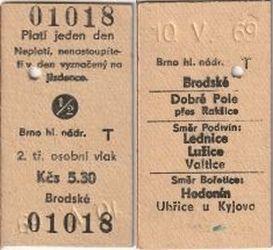 01018
Platí jeden den
Neplatí, nenastoupíte-
li v den vyznačený na
jízdence.
1/2
Brno hl. nádr. T
2. tř. osobní vlak
Kčs 5.30
Brodské
01018
10 V 69
Brno hl. nádr. T
Brodské
Dobré Pole
přes Rakšice
Směr Podivín:
Lednice
Lužice
Valtice
Směr Bořetice:
Hodonín
Uhřice u Kyjova